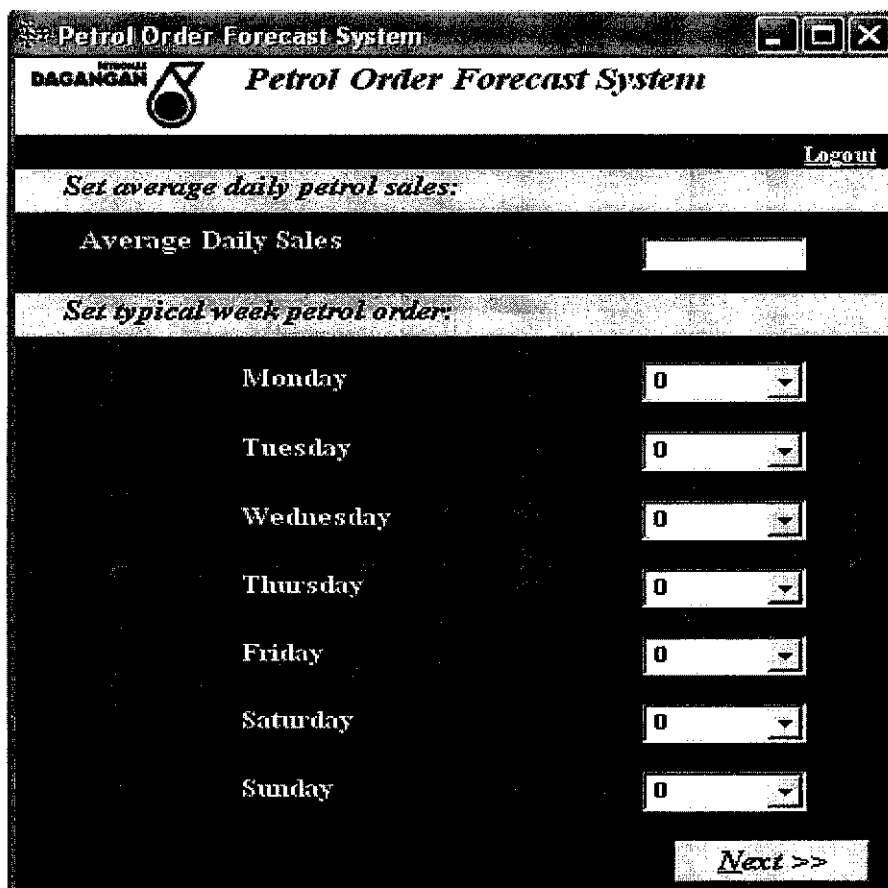 Petrol Order Forecast System
PETRONAS
DAGANGAN
Petrol Order Forecast System
Logout
Set average daily petrol sales:
Average Daily Sales
Set typical week petrol order:
Monday 0
Tuesday 0
Wednesday 0
Thursday 0
Friday 0
Saturday 0
Sunday 0
Next >>